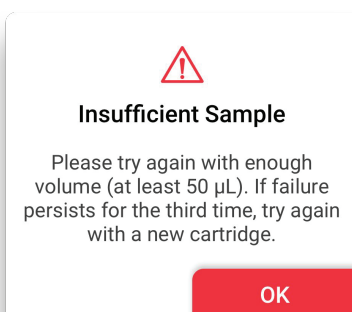 Insufficient Sample
Please try again with enough
volume (at least 50 µL). If failure
persists for the third time, try again
with a new cartridge.
OK